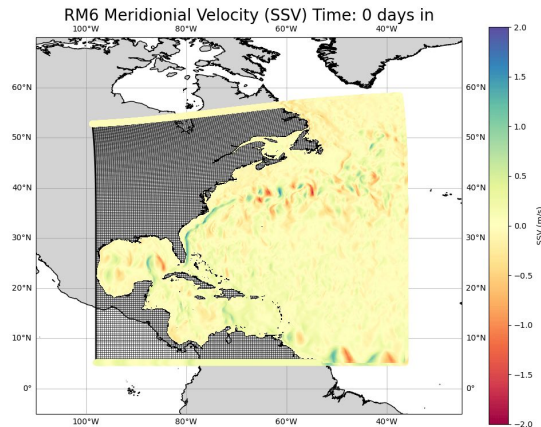 RM6 Meridionial Velocity (SSV) Time: 0 days in
100°W 80°W 60°W 40°W
60°N
50°N
40°N
30°N
20°N
10°N
0°
60°N
50°N
40°N
30°N
20°N
10°N
0°
100°W 80°W 60°W 40°W
2.0
1.5
1.0
0.5
0.0
−0.5
−1.0
−1.5
−2.0
SSV (m/s)